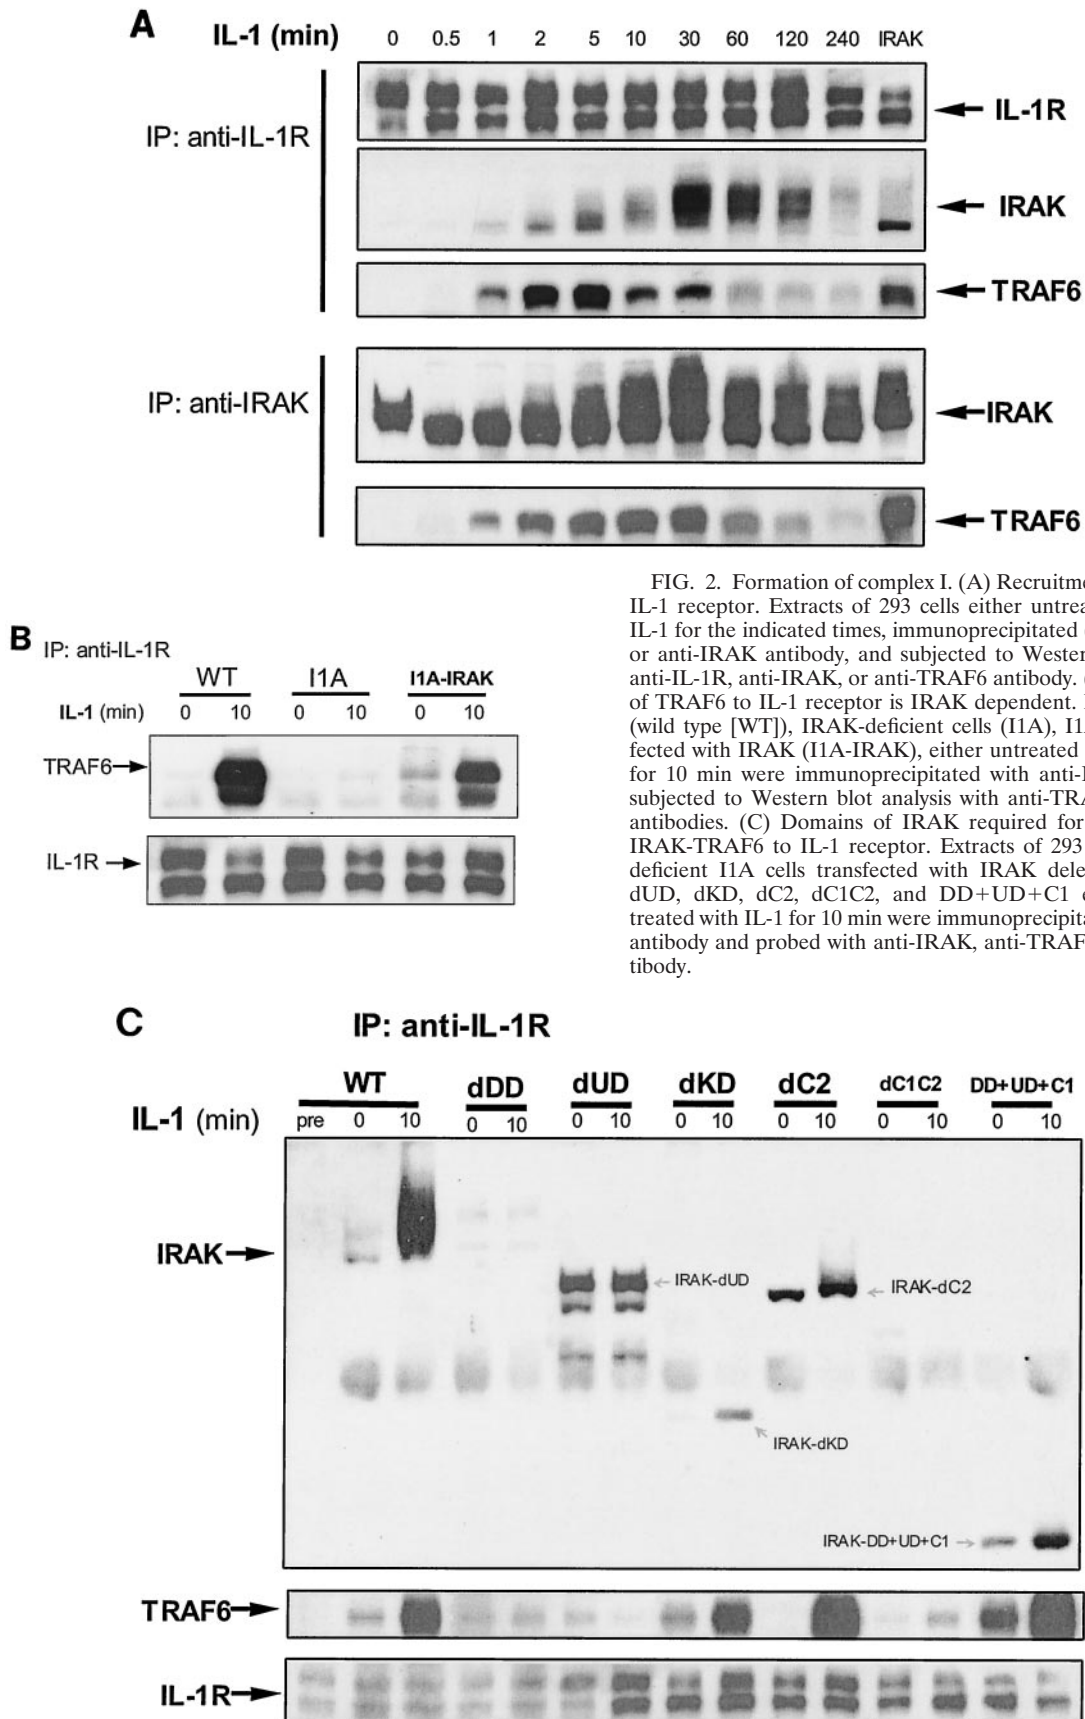 A
IL-1 (min) 0 0.5 1 2 5 10 30 60 120 240 IRAK
IP: anti-IL-1R
IL-1R
IRAK
TRAF6
IP: anti-IRAK
IRAK
TRAF6
FIG. 2. Formation of complex I. (A) Recruitme
IL-1 receptor. Extracts of 293 cells either untrea
IL-1 for the indicated times, immunoprecipitated
or anti-IRAK antibody, and subjected to Wester
anti-IL-1R, anti-IRAK, or anti-TRAF6 antibody.
of TRAF6 to IL-1 receptor is IRAK dependent.
(wild type [WT]), IRAK-deficient cells (I1A), I1A
fected with IRAK (I1A-IRAK), either untreated
for 10 min were immunoprecipitated with anti-I
subjected to Western blot analysis with anti-TRA
antibodies. (C) Domains of IRAK required for
IRAK-TRAF6 to IL-1 receptor. Extracts of 293
deficient I1A cells transfected with IRAK dele
dUD, dKD, dC2, dC1C2, and DD+UD+C1
treated with IL-1 for 10 min were immunoprecipita
antibody and probed with anti-IRAK, anti-TRAF
tibody.
B
IP: anti-IL-1R
WT I1A I1A-IRAK
IL-1 (min) 0 10 0 10 0 10
TRAF6
IL-1R
C
IP: anti-IL-1R
WT dDD dUD dKD dC2 dC1C2 DD+UD+C1
IL-1 (min) pre 0 10 0 10 0 10 0 10 0 10 0 10 0 10
IRAK
IRAK-dUD
IRAK-dC2
IRAK-dKD
IRAK-DD+UD+C1
TRAF6
IL-1R